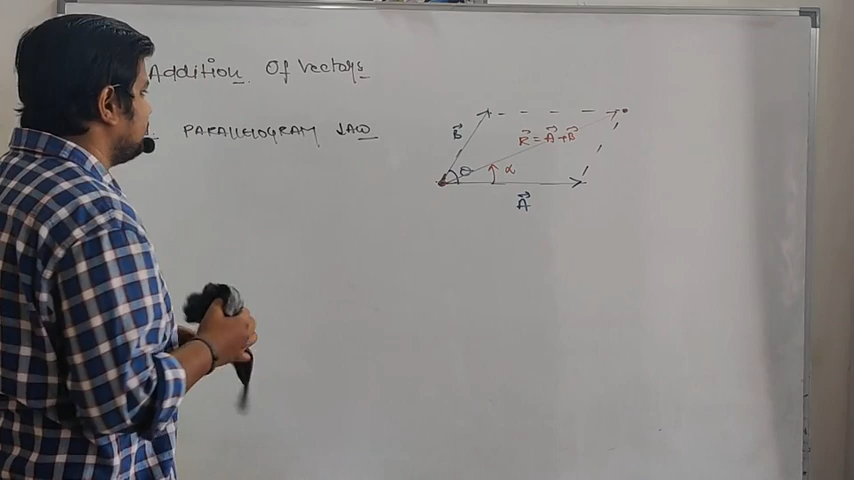 Addition Of Vectors
PARALLELOGRAM LAW
B⃗
R⃗ = A⃗ + B⃗
θ
α
A⃗